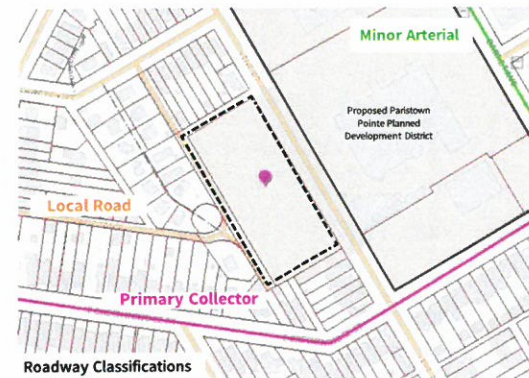 Minor Arterial
Proposed Paristown
Pointe Planned
Development District
Local Road
Primary Collector
Roadway Classifications